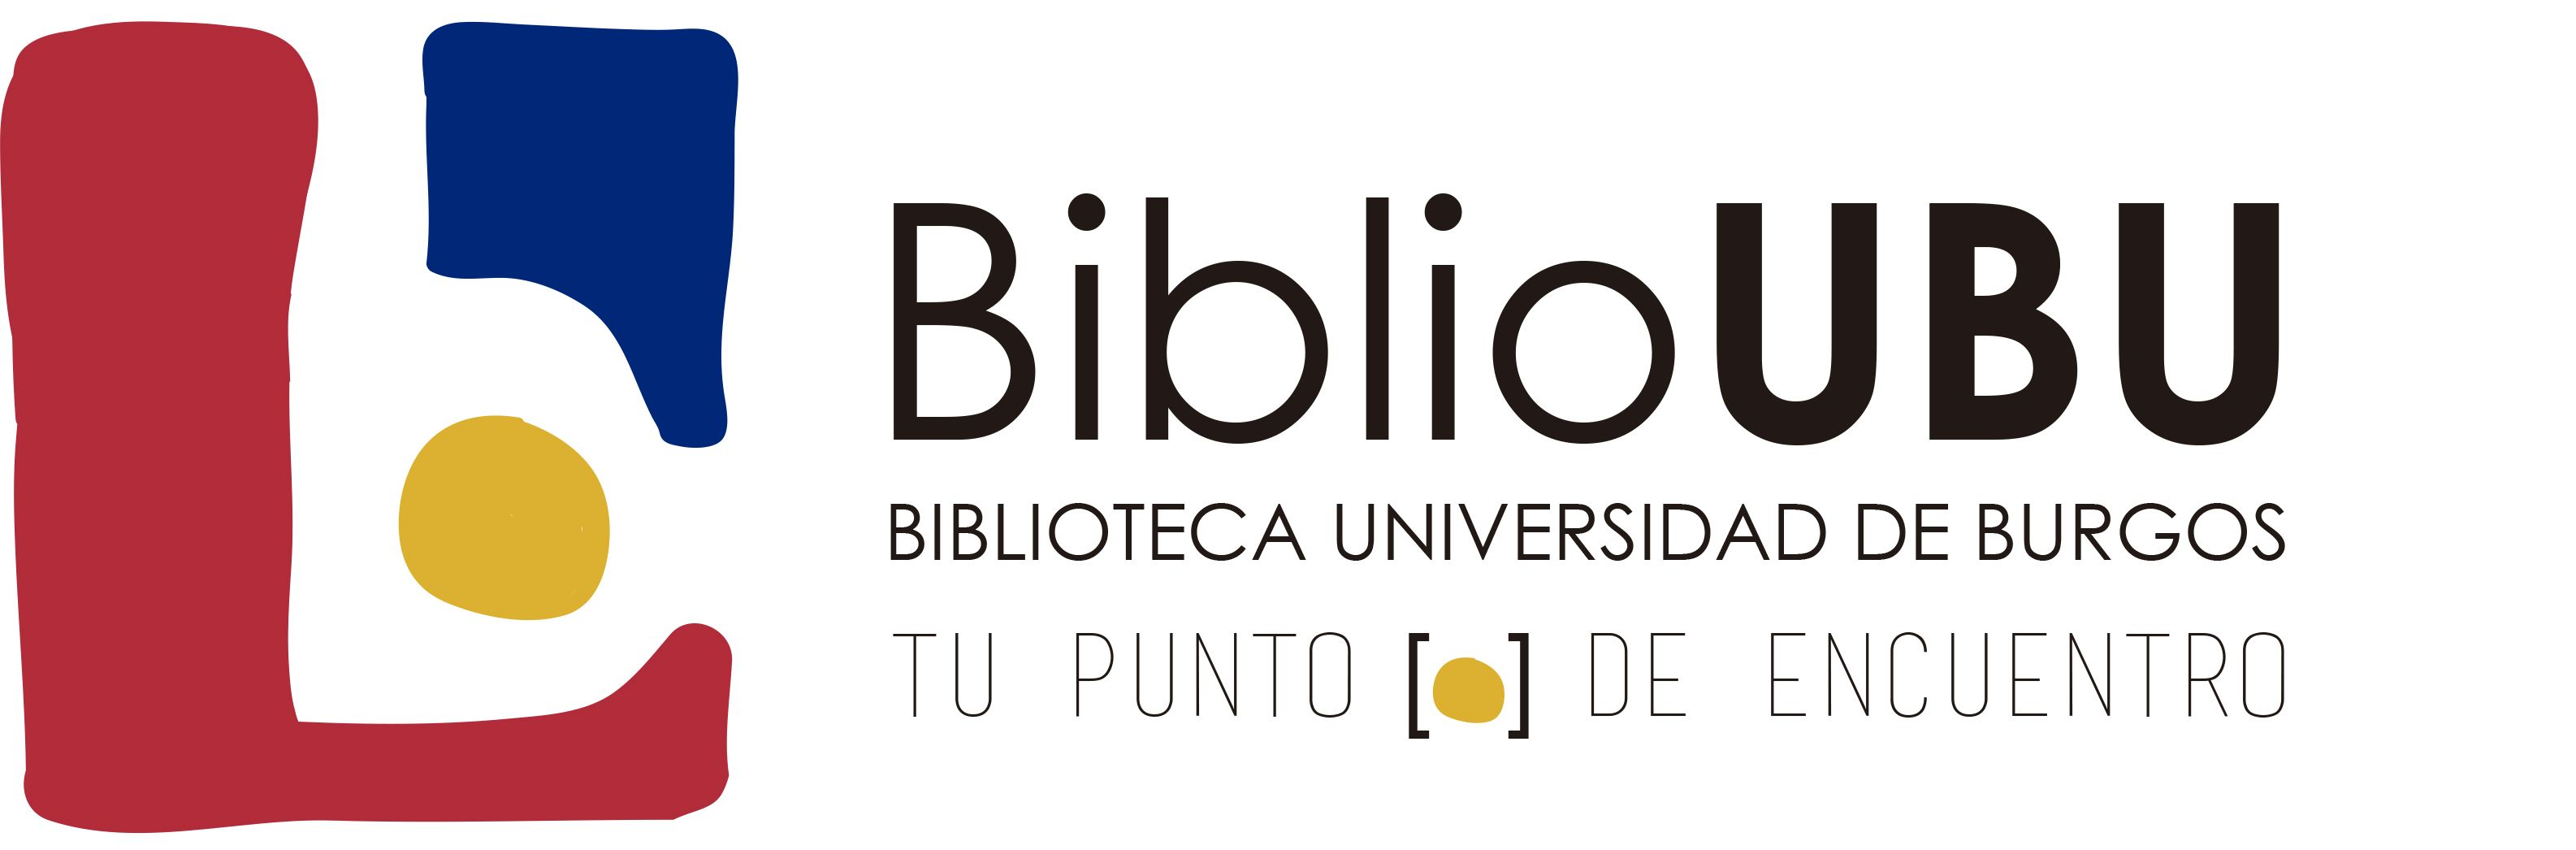 BiblioUBU
BIBLIOTECA UNIVERSIDAD DE BURGOS
TU PUNTO [ ] DE ENCUENTRO